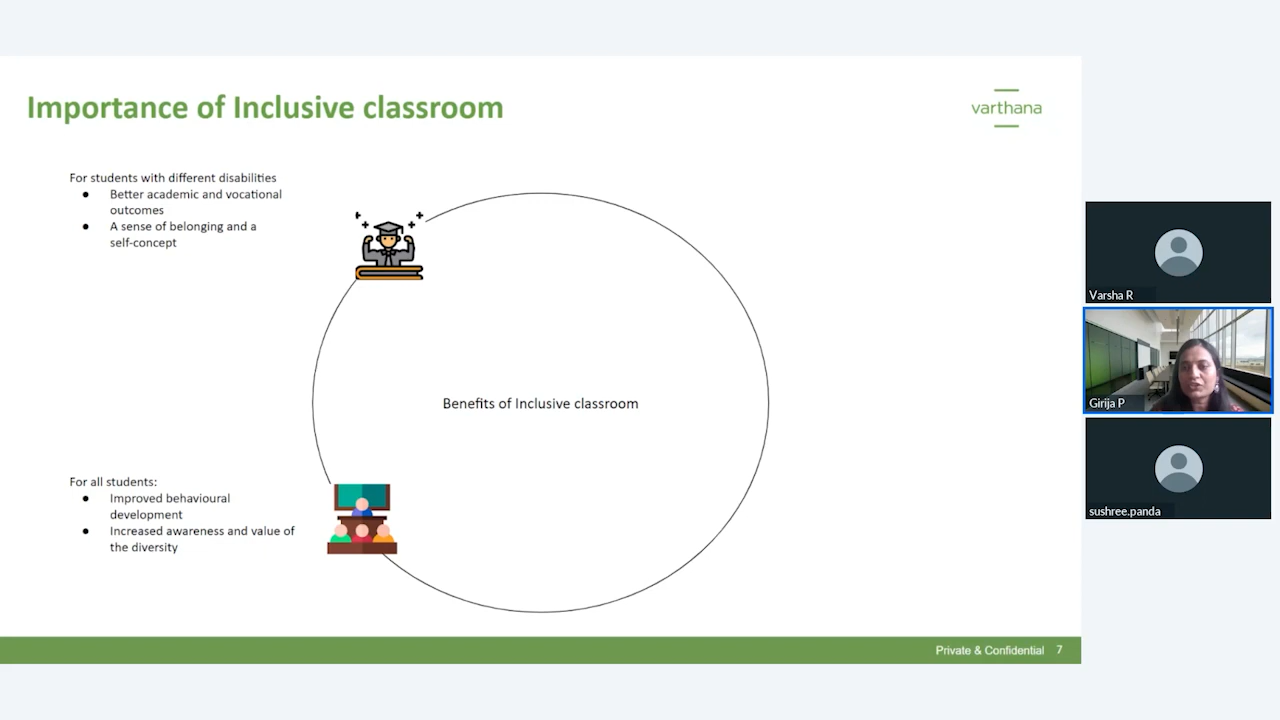 Importance of Inclusive classroom
varthana
For students with different disabilities
● Better academic and vocational
outcomes
● A sense of belonging and a
self-concept
Benefits of Inclusive classroom
For all students:
● Improved behavioural
development
● Increased awareness and value of
the diversity
Private & Confidential 7
Varsha R
Girija P
sushree.panda